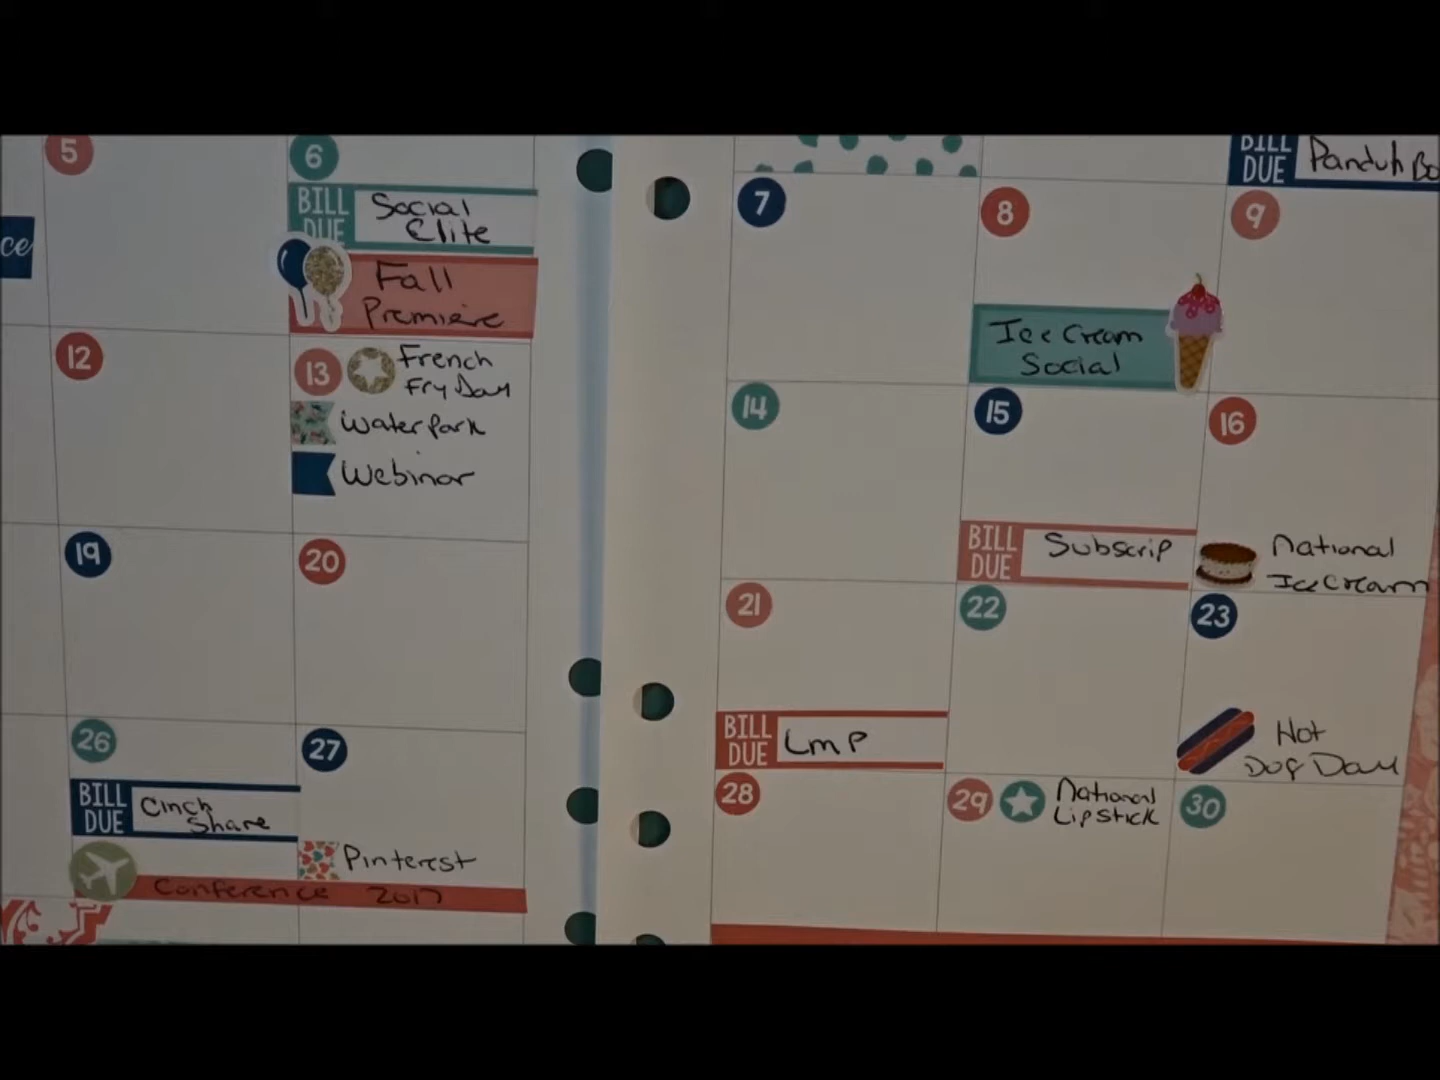 5
6
BILL DUE
Social
Elite
Fall
Premiere
ce
12
13
French
Fry Day
Waterpark
Webinar
19
20
26
27
BILL DUE
Cinch
Share
Pinterest
Conference 2017
BILL DUE
Panduh Bo
7
8
9
Ice Cream
Social
14
15
16
BILL DUE
Subscrip
National
Ice Cream
21
22
23
BILL DUE
LMP
Hot
Dog Day
28
29
National
Lipstick
30